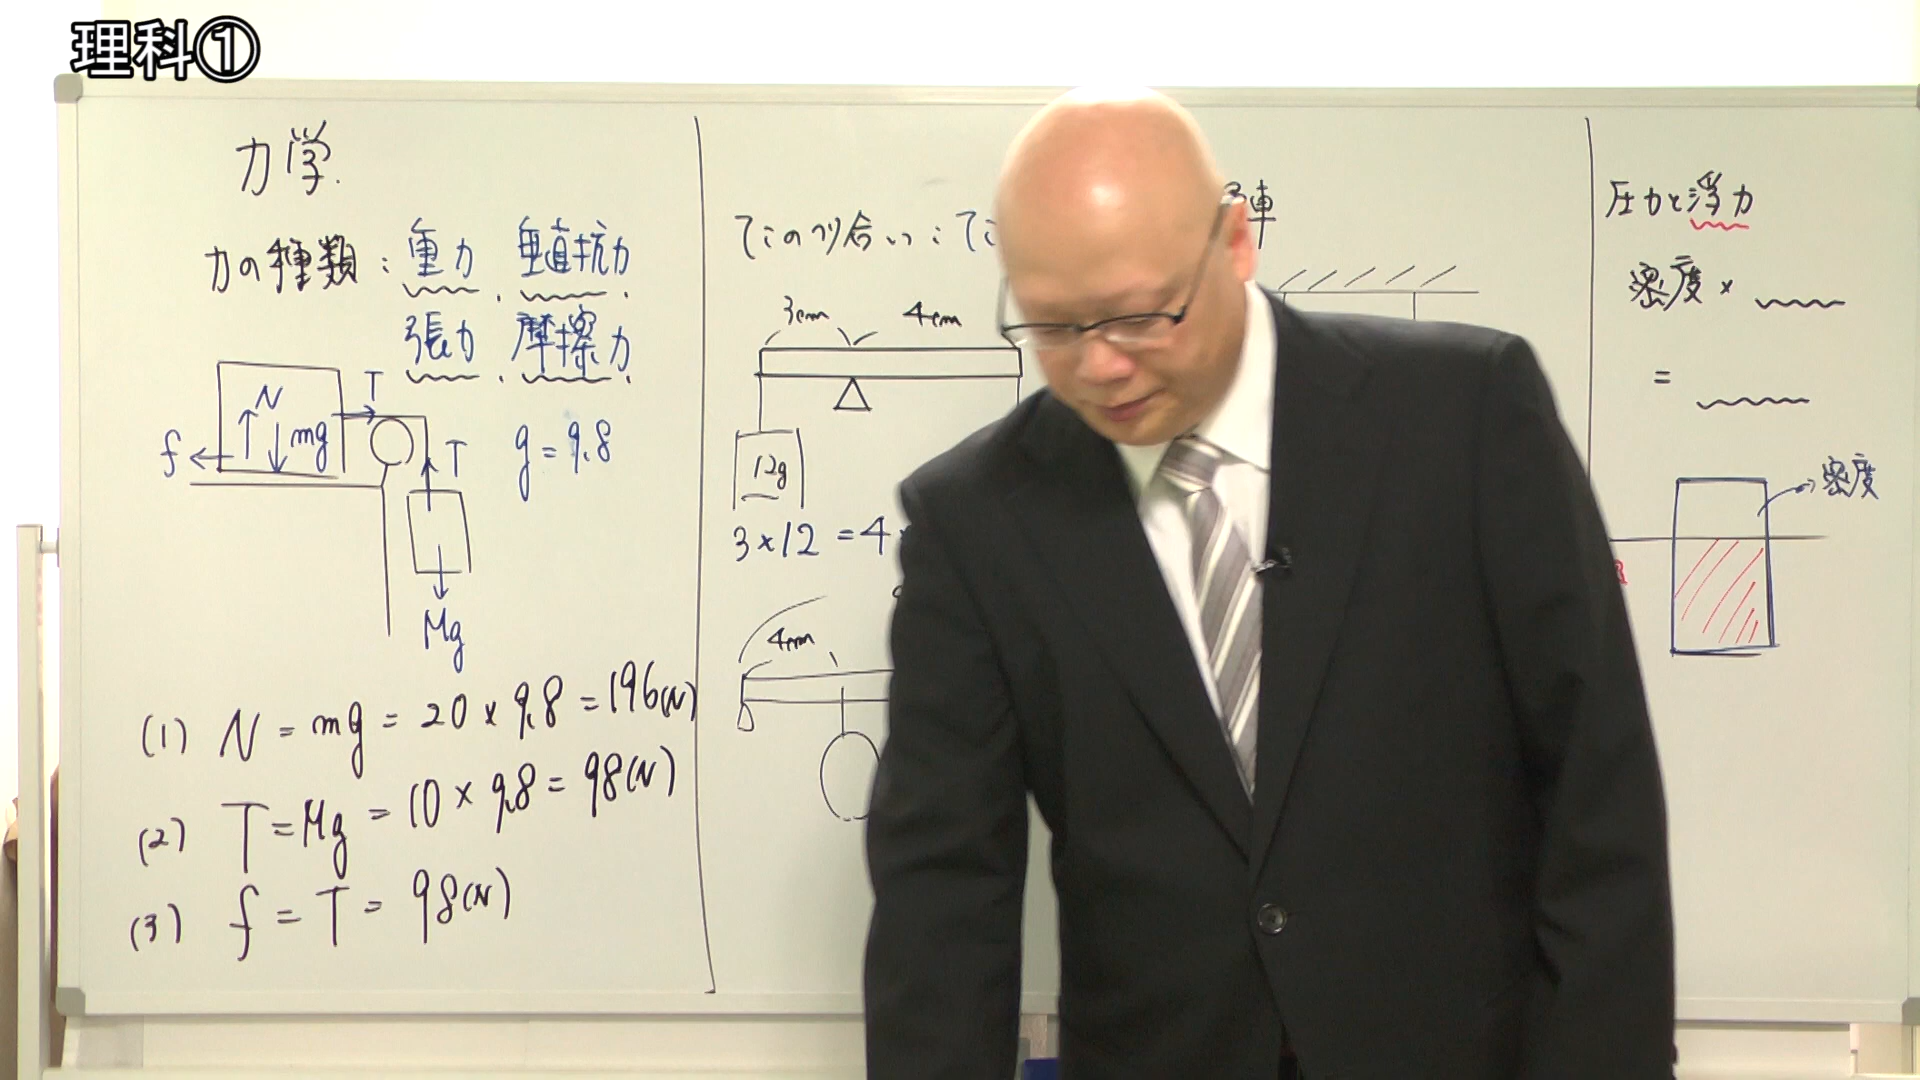 理科①
力学.
力の種類:重力、垂直抗力、
張力、摩擦力、
N
T
f
mg
T
g=9.8
Mg
(1) N=mg=20×9.8=196(N)
(2) T=Mg=10×9.8=98(N)
(3) f=T=98(N)
てこのつり合い:てこ
3cm
4cm
12g
3×12=4
4cm
車
圧力と浮力
密度×
=
密度